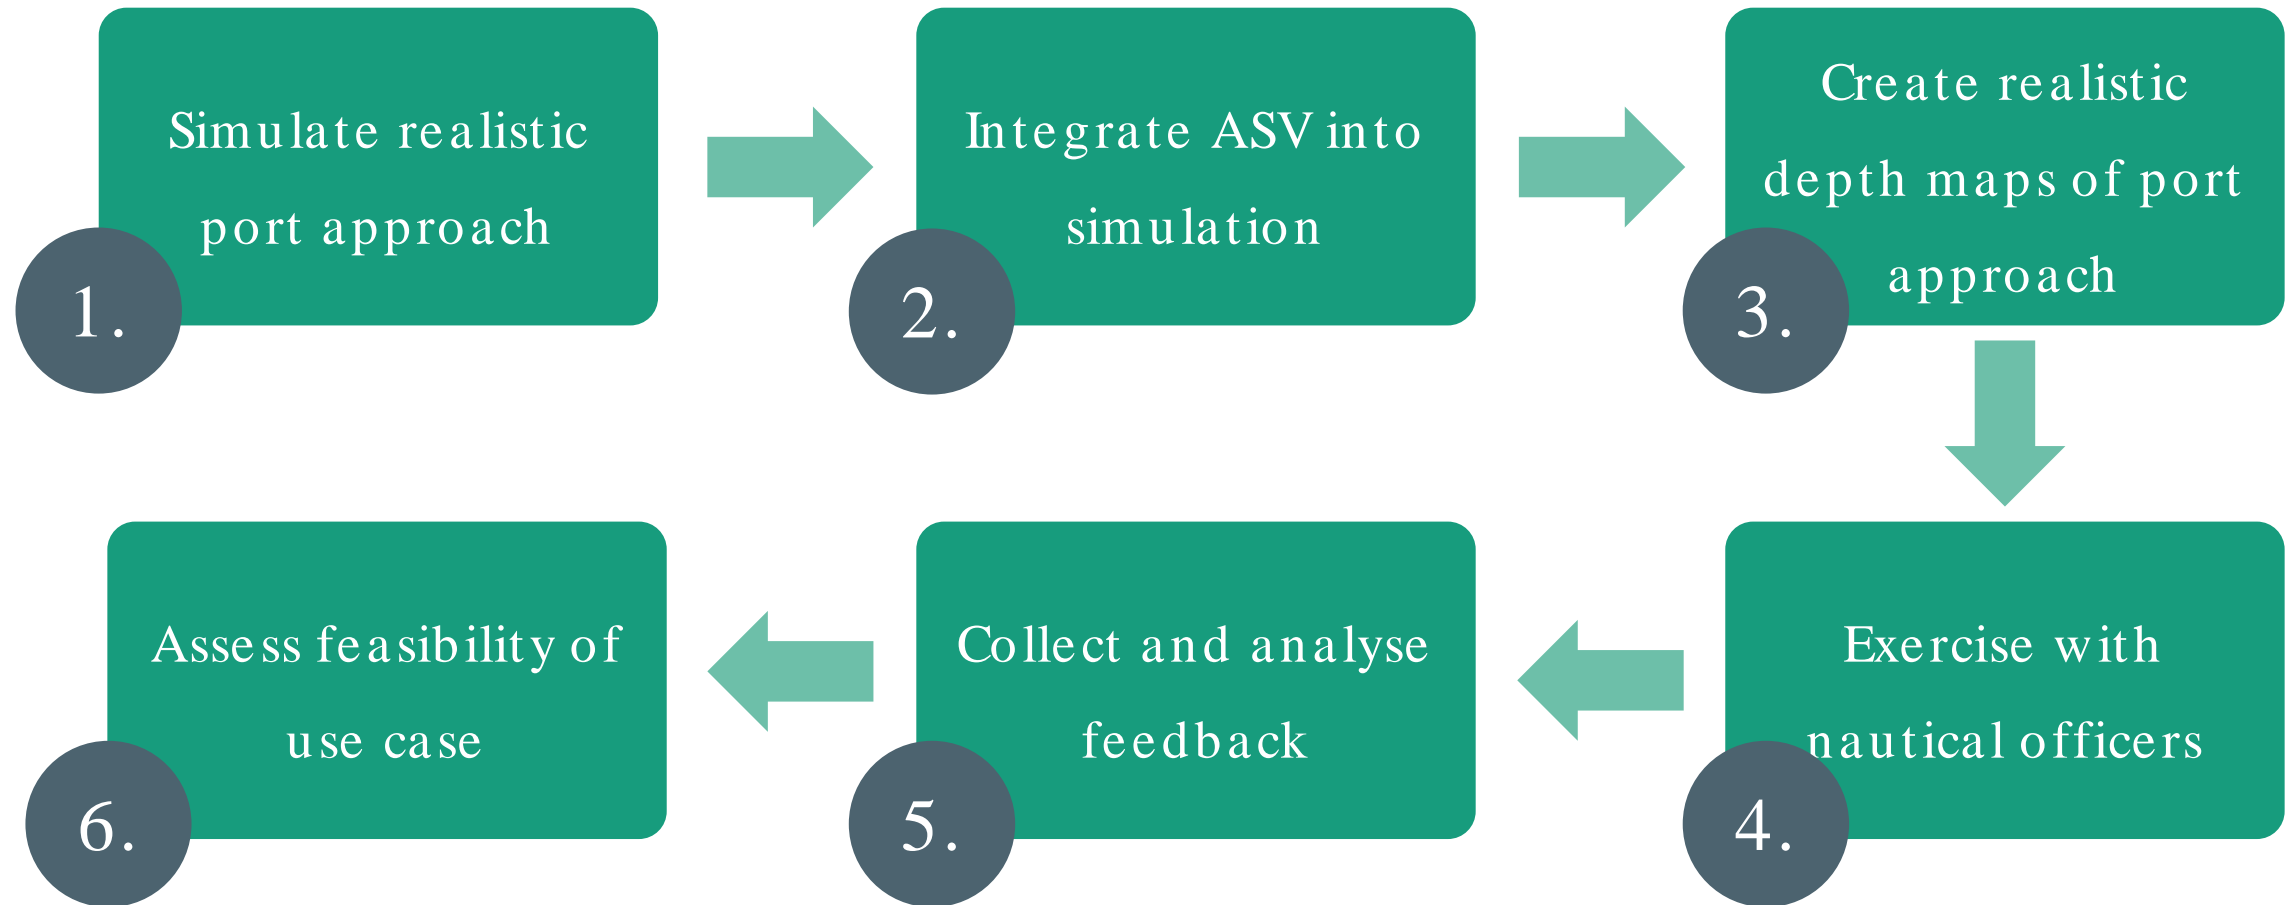 Simulate realistic
port approach
1.
Integrate ASV into
simulation
2.
Create realistic
depth maps of port
approach
3.
Exercise with
nautical officers
4.
Collect and analyse
feedback
5.
Assess feasibility of
use case
6.